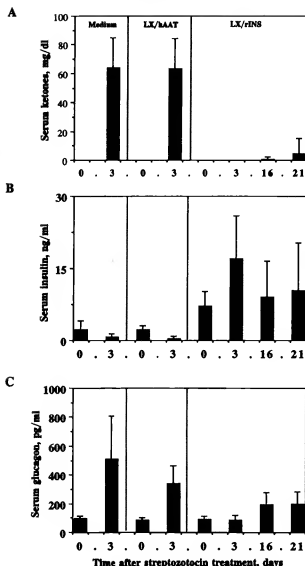 A
Medium LX/hAAT LX/rINS
Serum ketones, mg/dl
100
80
60
40
20
0
0 . 3 . 0 . 3 . 0 . 3 . 16 . 21
B
Serum insulin, ng/ml
30
15
0
0 . 3 . 0 . 3 . 0 . 3 . 16 . 21
C
Serum glucagon, pg/ml
1000
800
600
400
200
0
0 . 3 . 0 . 3 . 0 . 3 . 16 . 21
Time after streptozotocin treatment, days